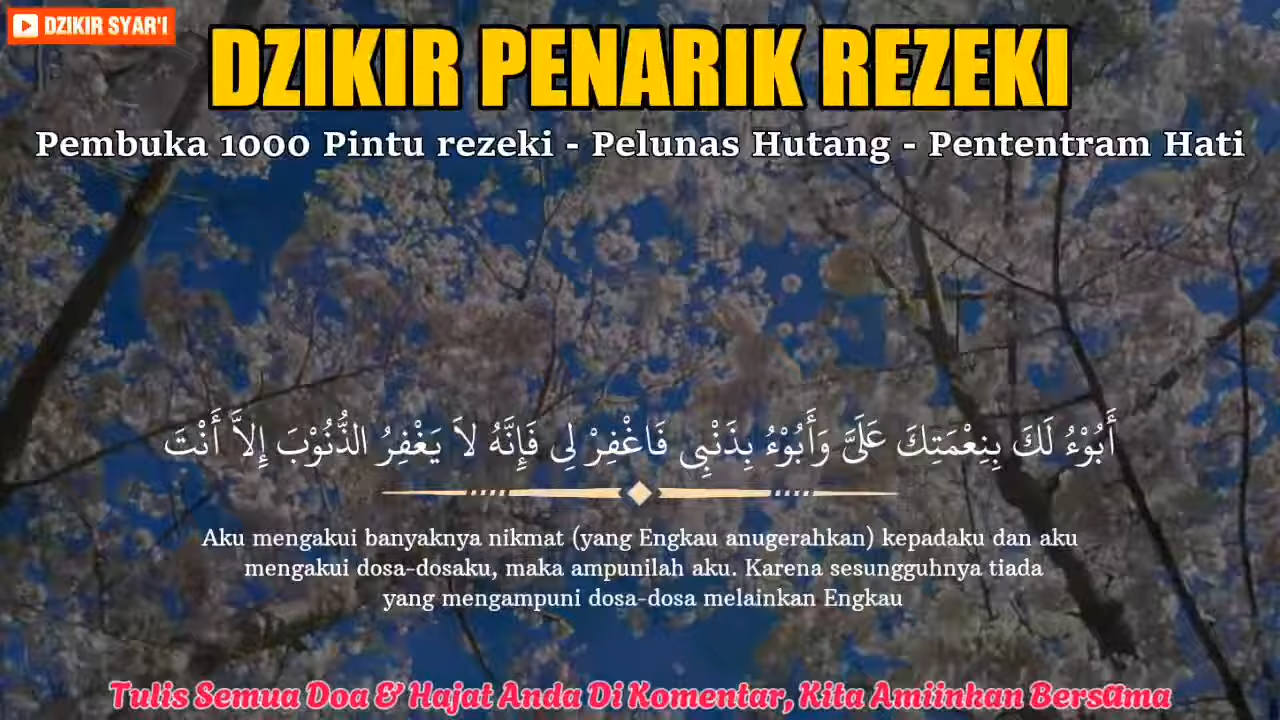 DZIKIR SYAR'I
DZIKIR PENARIK REZEKI
Pembuka 1000 Pintu rezeki - Pelunas Hutang - Pententram Hati
أَبُوْءُ لَكَ بِنِعْمَتِكَ عَلَىَّ وَأَبُوْءُ بِذَنْبِى فَاغْفِرْ لِى فَإِنَّهُ لاَ يَغْفِرُ الذُّنُوْبَ إِلاَّ أَنْتَ
Aku mengakui banyaknya nikmat (yang Engkau anugerahkan) kepadaku dan aku
mengakui dosa-dosaku, maka ampunilah aku. Karena sesungguhnya tiada
yang mengampuni dosa-dosa melainkan Engkau
Tulis Semua Doa & Hajat Anda Di Komentar, Kita Amiinhan Bersama